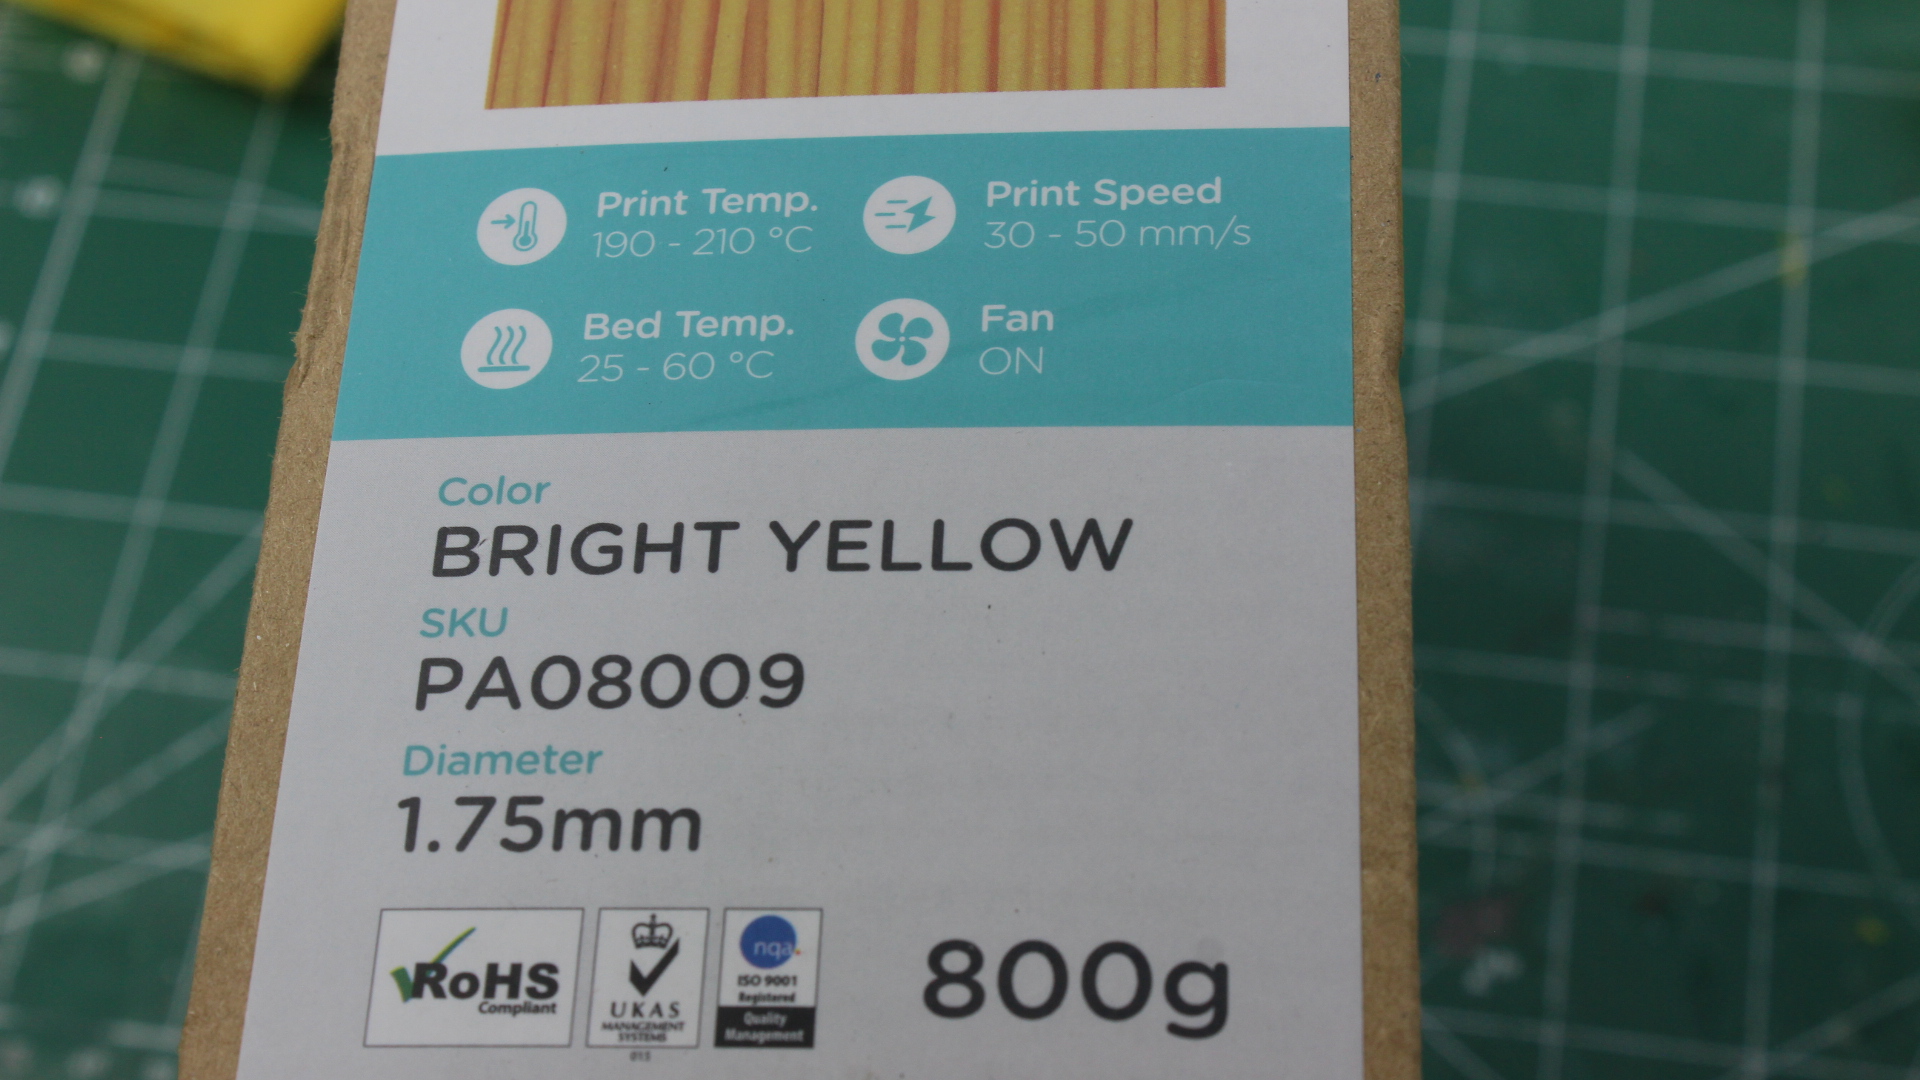 Print Temp.
190 - 210 °C
Print Speed
30 - 50 mm/s
Bed Temp.
25 - 60 °C
Fan
ON
Color
BRIGHT YELLOW
SKU
PA08009
Diameter
1.75mm
RoHS
Compliant
UKAS
MANAGEMENT
SYSTEMS
015
nqa.
ISO 9001
Registered
Quality
Management
800g